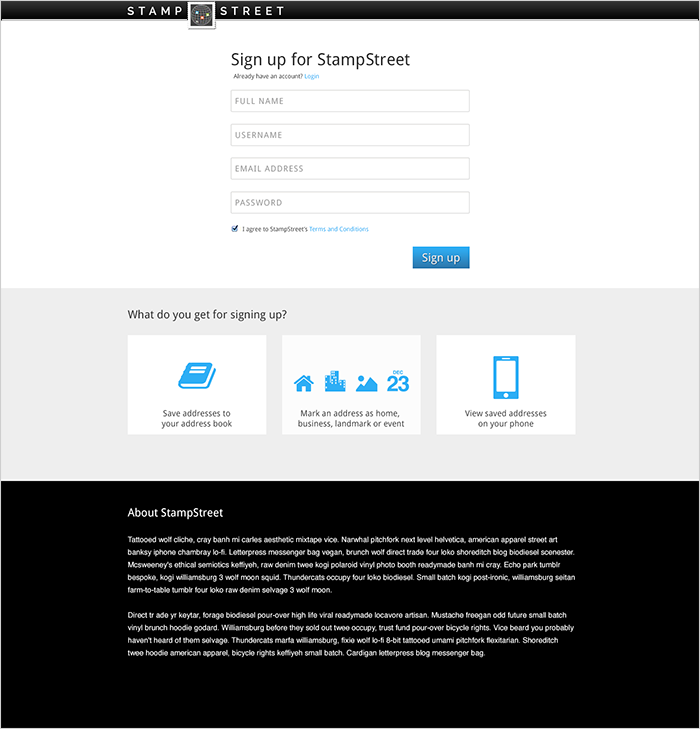 STAMP STREET
Sign up for StampStreet
Already have an account? Login
FULL NAME
USERNAME
EMAIL ADDRESS
PASSWORD
I agree to StampStreet's Terms and Conditions
Sign up
What do you get for signing up?
Save addresses to
your address book
DEC
23
Mark an address as home,
business, landmark or event
View saved addresses
on your phone
About StampStreet
Tattooed wolf cliche, cray banh mi carles aesthetic mixtape vice. Narwhal pitchfork next level helvetica, american apparel street art
banksy iphone chambray lo-fi. Letterpress messenger bag vegan, brunch wolf direct trade four loko shoreditch blog biodiesel scenester.
Mcsweeney's ethical semiotics keffiyeh, raw denim twee kogi polaroid vinyl photo booth readymade banh mi cray. Echo park tumblr
bespoke, kogi williamsburg 3 wolf moon squid. Thundercats occupy four loko biodiesel. Small batch kogi post-ironic, williamsburg seitan
farm-to-table tumblr four loko raw denim selvage 3 wolf moon.
Direct tr ade yr keytar, forage biodiesel pour-over high life viral readymade locavore artisan. Mustache freegan odd future small batch
vinyl brunch hoodie godard. Williamsburg before they sold out twee occupy, trust fund pour-over bicycle rights. Vice beard you probably
haven't heard of them selvage. Thundercats marfa williamsburg, fixie wolf lo-fi 8-bit tattooed umami pitchfork flexitarian. Shoreditch
twee hoodie american apparel, bicycle rights keffiyeh small batch. Cardigan letterpress blog messenger bag.